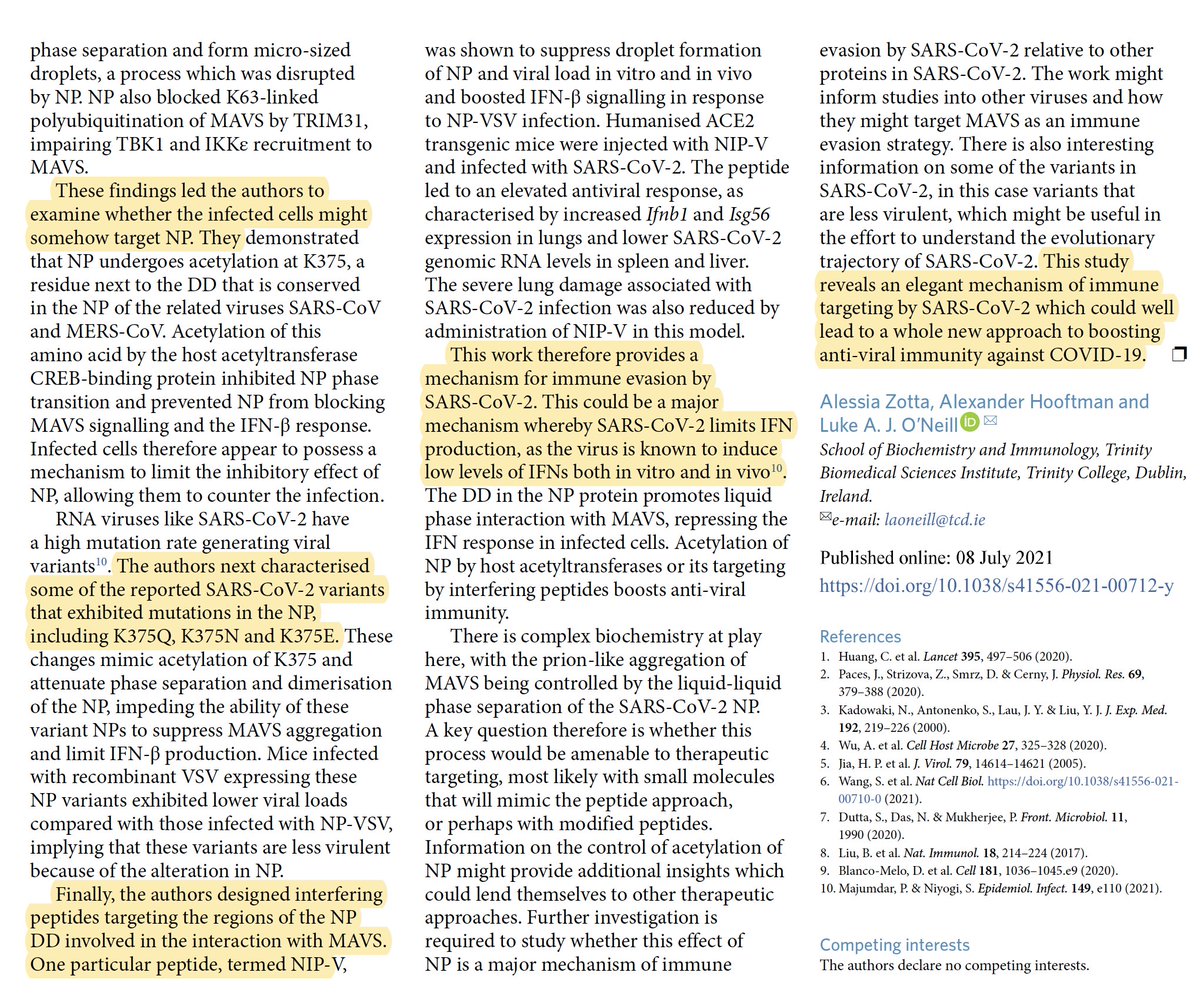 phase separation and form micro-sized
droplets, a process which was disrupted
by NP. NP also blocked K63-linked
polyubiquitination of MAVS by TRIM31,
impairing TBK1 and IKKε recruitment to
MAVS.
These findings led the authors to
examine whether the infected cells might
somehow target NP. They demonstrated
that NP undergoes acetylation at K375, a
residue next to the DD that is conserved
in the NP of the related viruses SARS-CoV
and MERS-CoV. Acetylation of this
amino acid by the host acetyltransferase
CREB-binding protein inhibited NP phase
transition and prevented NP from blocking
MAVS signalling and the IFN-β response.
Infected cells therefore appear to possess a
mechanism to limit the inhibitory effect of
NP, allowing them to counter the infection.
RNA viruses like SARS-CoV-2 have
a high mutation rate generating viral
variants10. The authors next characterised
some of the reported SARS-CoV-2 variants
that exhibited mutations in the NP,
including K375Q, K375N and K375E. These
changes mimic acetylation of K375 and
attenuate phase separation and dimerisation
of the NP, impeding the ability of these
variant NPs to suppress MAVS aggregation
and limit IFN-β production. Mice infected
with recombinant VSV expressing these
NP variants exhibited lower viral loads
compared with those infected with NP-VSV,
implying that these variants are less virulent
because of the alteration in NP.
Finally, the authors designed interfering
peptides targeting the regions of the NP
DD involved in the interaction with MAVS.
One particular peptide, termed NIP-V,
was shown to suppress droplet formation
of NP and viral load in vitro and in vivo
and boosted IFN-β signalling in response
to NP-VSV infection. Humanised ACE2
transgenic mice were injected with NIP-V
and infected with SARS-CoV-2. The peptide
led to an elevated antiviral response, as
characterised by increased Ifnb1 and Isg56
expression in lungs and lower SARS-CoV-2
genomic RNA levels in spleen and liver.
The severe lung damage associated with
SARS-CoV-2 infection was also reduced by
administration of NIP-V in this model.
This work therefore provides a
mechanism for immune evasion by
SARS-CoV-2. This could be a major
mechanism whereby SARS-CoV-2 limits IFN
production, as the virus is known to induce
low levels of IFNs both in vitro and in vivo10.
The DD in the NP protein promotes liquid
phase interaction with MAVS, repressing the
IFN response in infected cells. Acetylation of
NP by host acetyltransferases or its targeting
by interfering peptides boosts anti-viral
immunity.
There is complex biochemistry at play
here, with the prion-like aggregation of
MAVS being controlled by the liquid-liquid
phase separation of the SARS-CoV-2 NP.
A key question therefore is whether this
process would be amenable to therapeutic
targeting, most likely with small molecules
that will mimic the peptide approach,
or perhaps with modified peptides.
Information on the control of acetylation of
NP might provide additional insights which
could lend themselves to other therapeutic
approaches. Further investigation is
required to study whether this effect of
NP is a major mechanism of immune
evasion by SARS-CoV-2 relative to other
proteins in SARS-CoV-2. The work might
inform studies into other viruses and how
they might target MAVS as an immune
evasion strategy. There is also interesting
information on some of the variants in
SARS-CoV-2, in this case variants that
are less virulent, which might be useful in
the effort to understand the evolutionary
trajectory of SARS-CoV-2. This study
reveals an elegant mechanism of immune
targeting by SARS-CoV-2 which could well
lead to a whole new approach to boosting
anti-viral immunity against COVID-19. ❐
Alessia Zotta, Alexander Hooftman and
Luke A. J. O'Neill iD ✉
School of Biochemistry and Immunology, Trinity
Biomedical Sciences Institute, Trinity College, Dublin,
Ireland.
✉e-mail: laoneill@tcd.ie
Published online: 08 July 2021
https://doi.org/10.1038/s41556-021-00712-y
References
1. Huang, C. et al. Lancet 395, 497–506 (2020).
2. Paces, J., Strizova, Z., Smrz, D. & Cerny, J. Physiol. Res. 69,
379–388 (2020).
3. Kadowaki, N., Antonenko, S., Lau, J. Y. & Liu, Y. J. J. Exp. Med.
192, 219–226 (2000).
4. Wu, A. et al. Cell Host Microbe 27, 325–328 (2020).
5. Jia, H. P. et al. J. Virol. 79, 14614–14621 (2005).
6. Wang, S. et al. Nat Cell Biol. https://doi.org/10.1038/s41556-021-
00710-0 (2021).
7. Dutta, S., Das, N. & Mukherjee, P. Front. Microbiol. 11,
1990 (2020).
8. Liu, B. et al. Nat. Immunol. 18, 214–224 (2017).
9. Blanco-Melo, D. et al. Cell 181, 1036–1045.e9 (2020).
10. Majumdar, P. & Niyogi, S. Epidemiol. Infect. 149, e110 (2021).
Competing interests
The authors declare no competing interests.